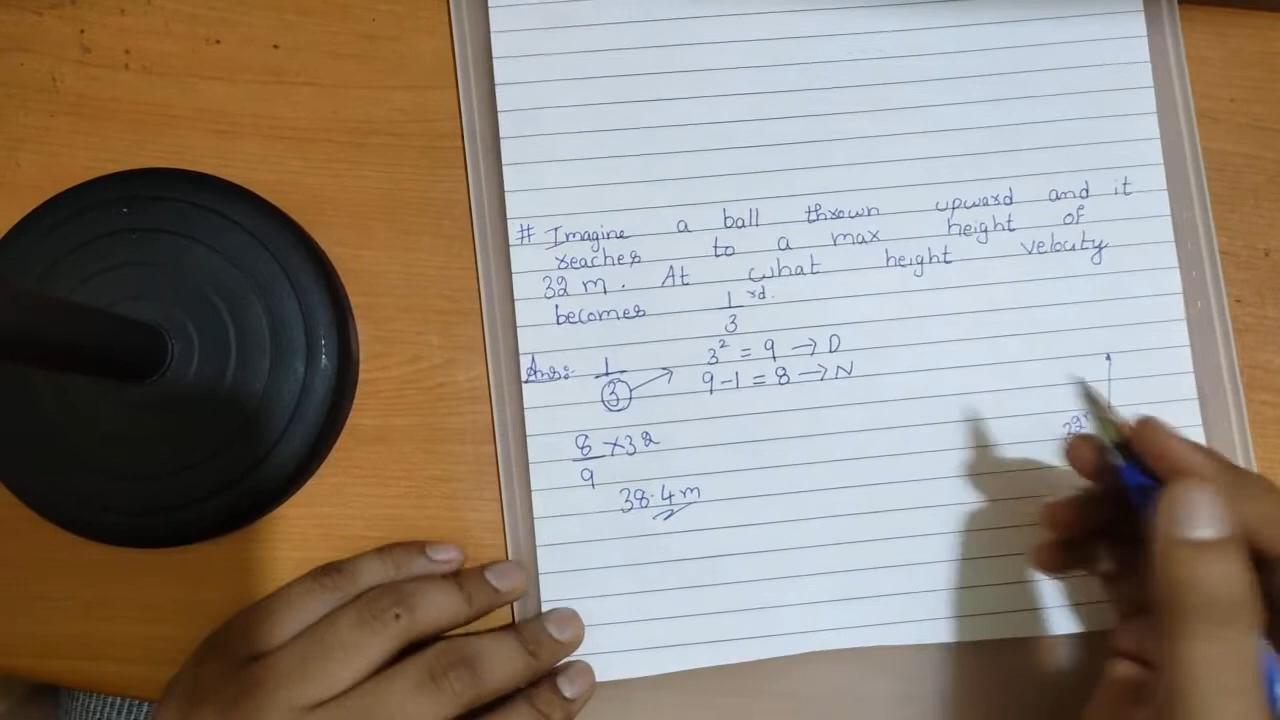 # Imagine a ball thrown upward and it
reaches to a max height of
32 m. At what height velocity
becomes 1/3 rd.
Ans:- 1/3 → 3² = 9 → D
9-1 = 8 → N
8/9 ×32
38.4m